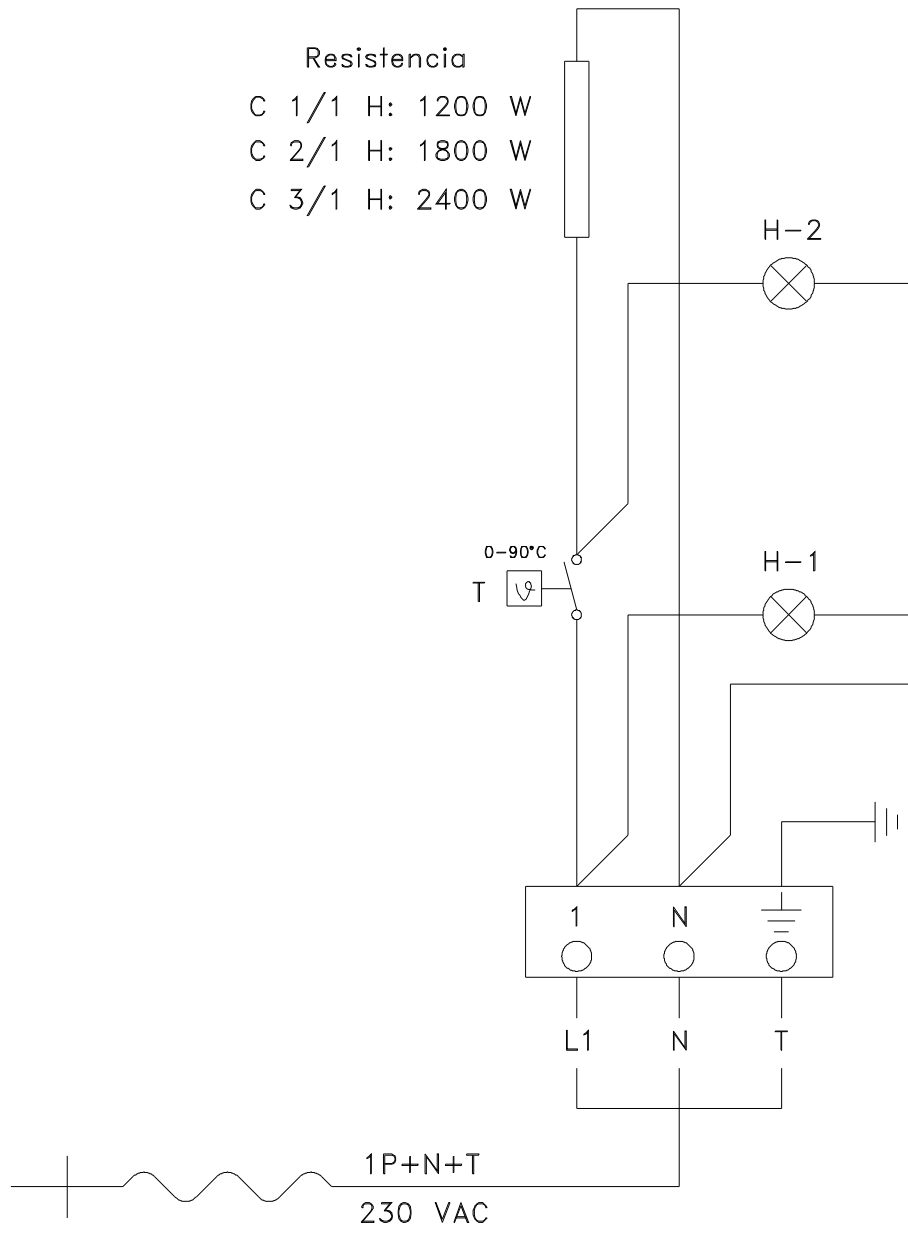 Resistencia
C 1/1 H: 1200 W
C 2/1 H: 1800 W
C 3/1 H: 2400 W
H-2
0-90°C
T
H-1
1 N
L1 N T
1P+N+T
230 VAC